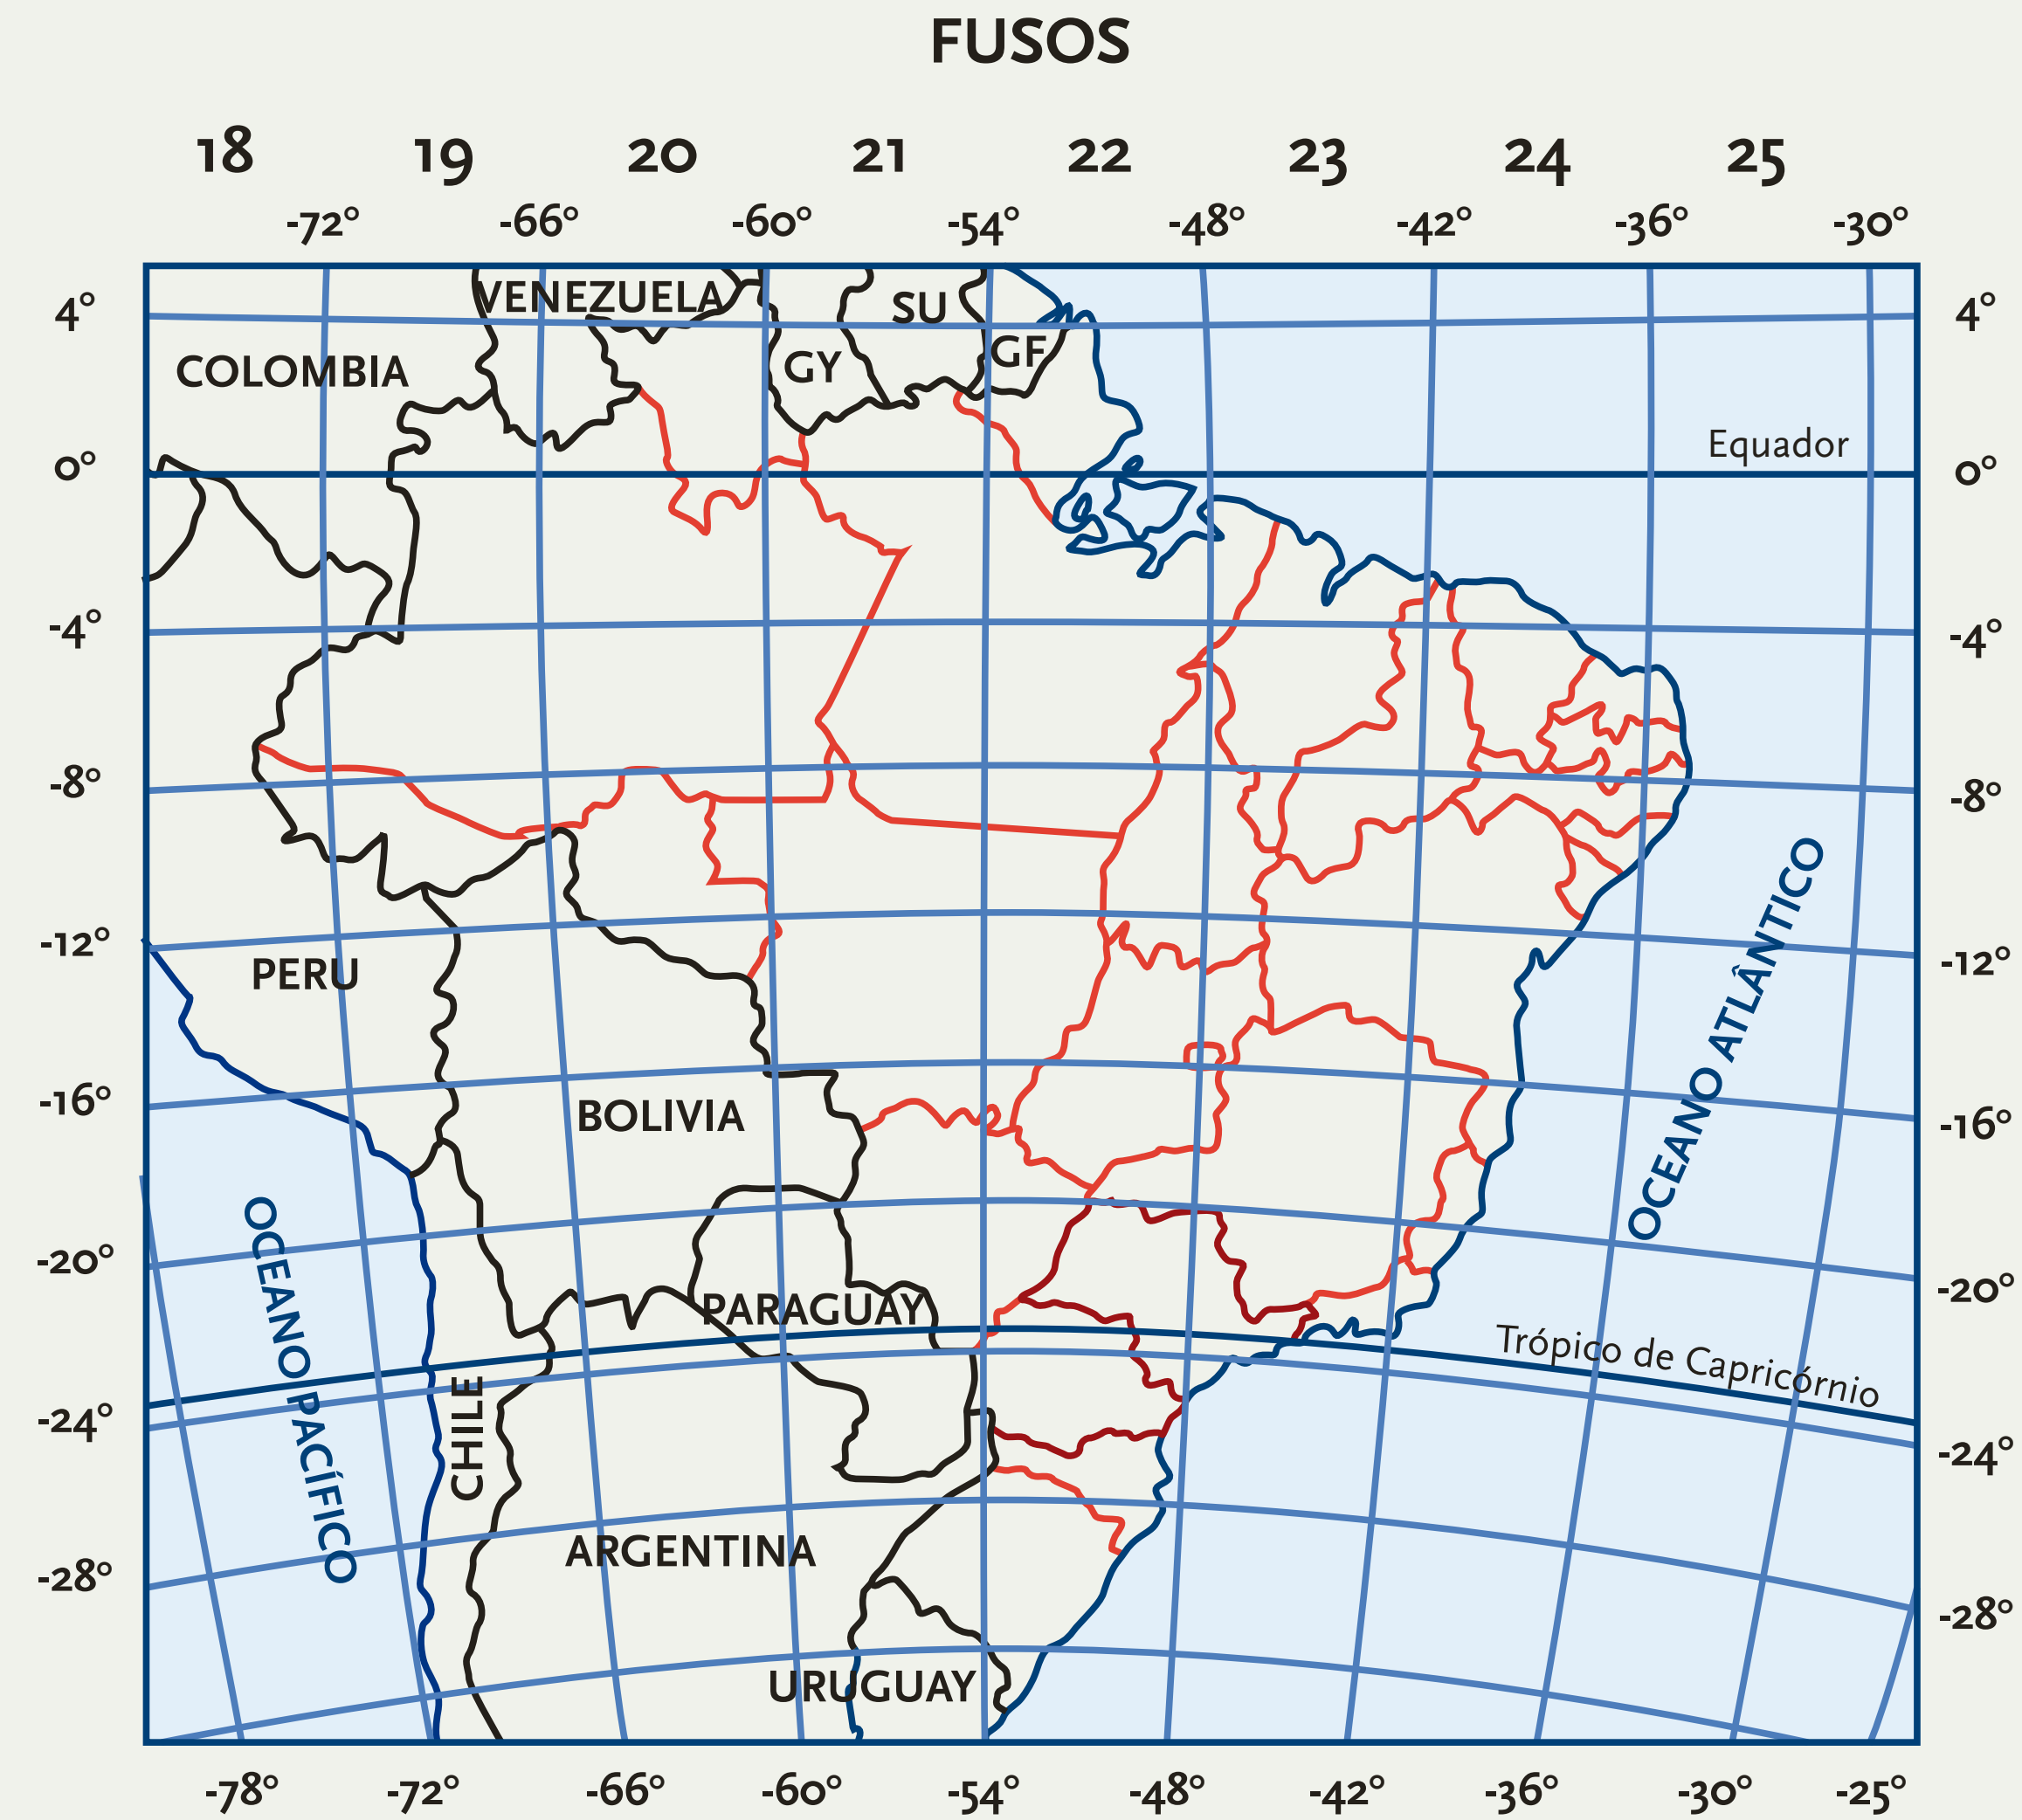 FUSOS
18 19 20 21 22 23 24 25
-72° -66° -60° -54° -48° -42° -36° -30°
VENEZUELA
SU
4° 4°
GF
GY
COLOMBIA
Equador
0° 0°
-4° -4°
-8° -8°
-12° -12°
PERU
OCEANO ATLÂNTICO
-16° -16°
BOLIVIA
-20° -20°
OCEANO PACÍFICO
PARAGUAY
Trópico de Capricórnio
CHILE
-24° -24°
ARGENTINA
-28° -28°
URUGUAY
-78° -72° -66° -60° -54° -48° -42° -36° -30° -25°